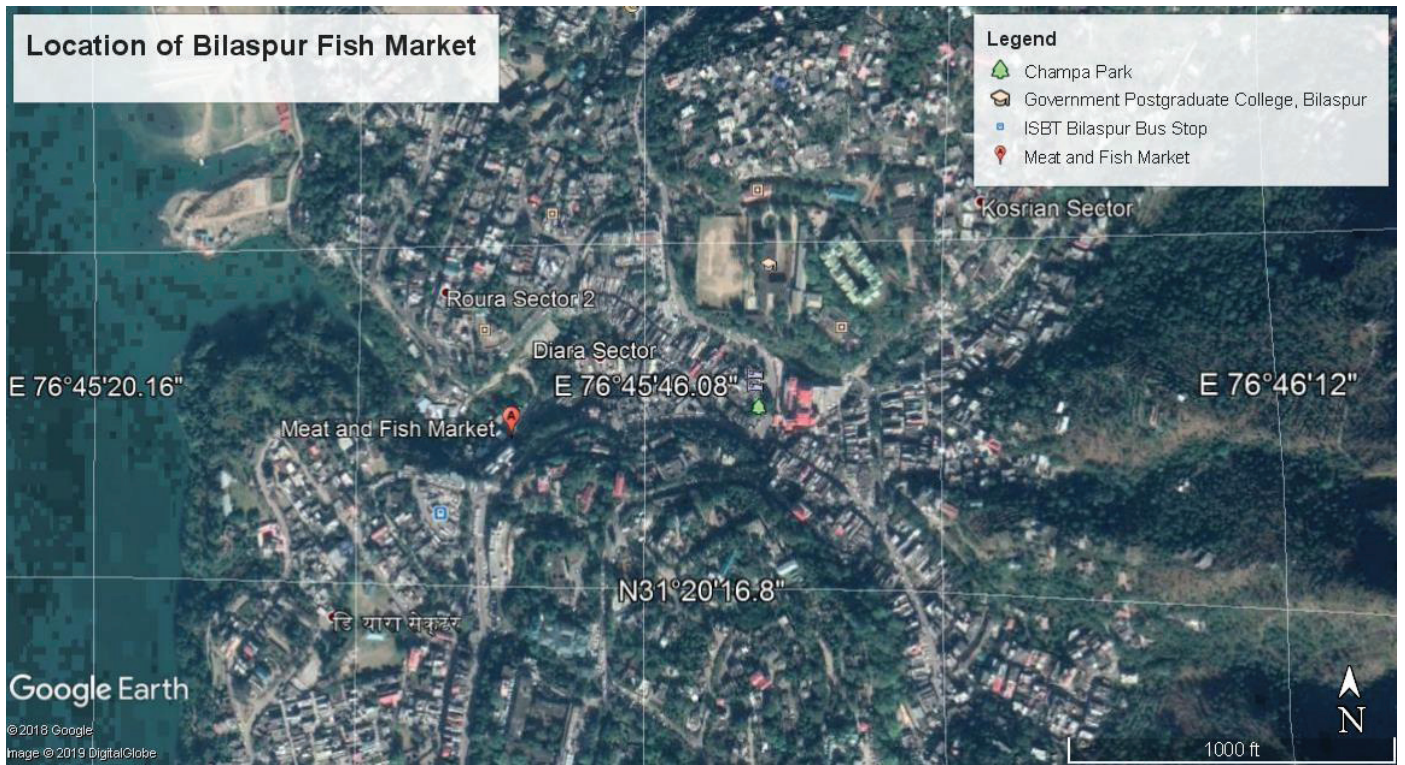 Location of Bilaspur Fish Market
Legend
Champa Park
Government Postgraduate College, Bilaspur
ISBT Bilaspur Bus Stop
A Meat and Fish Market
Kosrian Sector
Roura Sector 2
Diara Sector
E 76°45'20.16"
E 76°45'46.08"
E 76°46'12"
A
Meat and Fish Market
N31°20'16.8"
डि यारा सेक्टर
Google Earth
© 2018 Google
Image © 2019 DigitalGlobe
N
1000 ft